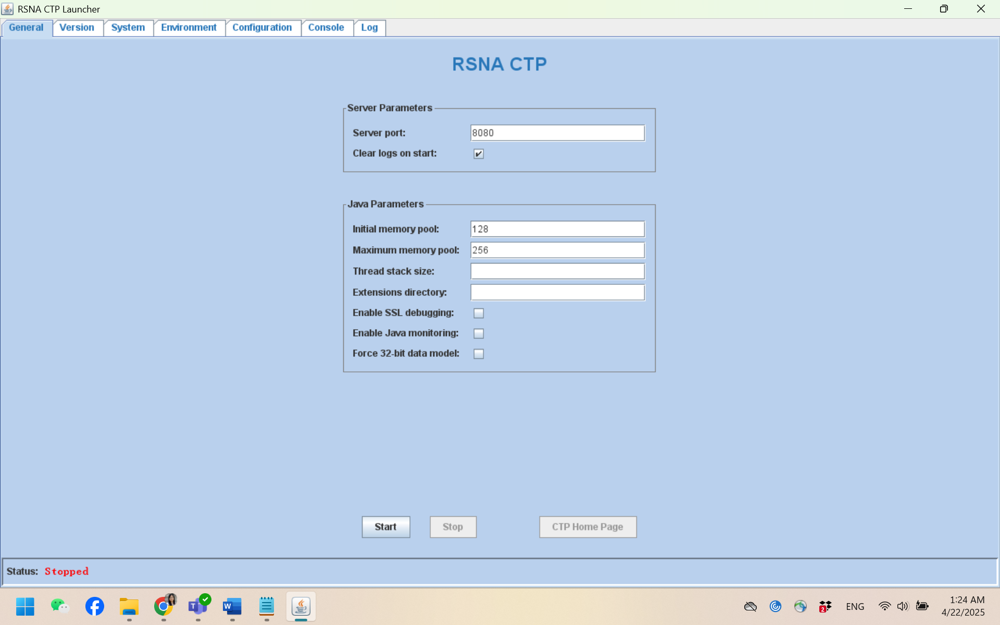 RSNA CTP Launcher
General Version System Environment Configuration Console Log
RSNA CTP
Server Parameters
Server port: 8080
Clear logs on start:
Java Parameters
Initial memory pool: 128
Maximum memory pool: 256
Thread stack size:
Extensions directory:
Enable SSL debugging:
Enable Java monitoring:
Force 32-bit data model:
Start Stop CTP Home Page
Status: Stopped
T W 2 ENG 1:24 AM
4/22/2025